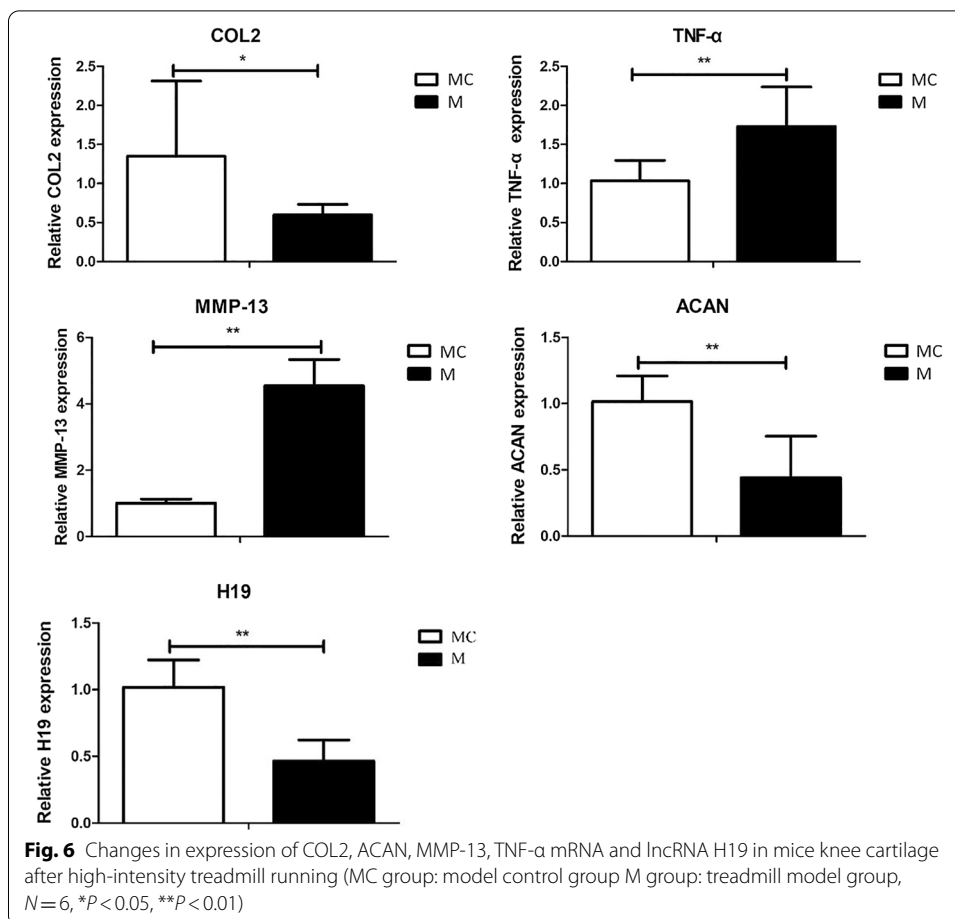 COL2
*
Relative COL2 expression
2.5
2.0
1.5
1.0
0.5
0.0
MC
M
TNF-α
**
Relative TNF-α expression
2.5
2.0
1.5
1.0
0.5
0.0
MC
M
MMP-13
**
Relative MMP-13 expression
6
4
2
0
MC
M
ACAN
**
Relative ACAN expression
1.5
1.0
0.5
0.0
MC
M
H19
**
Relative H19 expression
1.5
1.0
0.5
0.0
MC
M
Fig. 6 Changes in expression of COL2, ACAN, MMP-13, TNF-α mRNA and lncRNA H19 in mice knee cartilage
after high-intensity treadmill running (MC group: model control group M group: treadmill model group,
N=6, *P<0.05, **P<0.01)